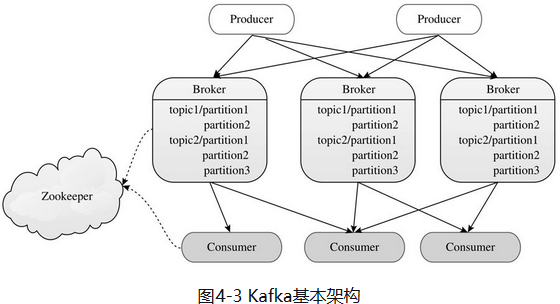 Producer
Producer
Broker
topic1/partition1
partition2
topic2/partition1
partition2
partition3
Broker
topic1/partition1
partition2
topic2/partition1
partition2
partition3
Broker
topic1/partition1
partition2
topic2/partition1
partition2
partition3
Zookeeper
Consumer
Consumer
Consumer
图4-3 Kafka基本架构